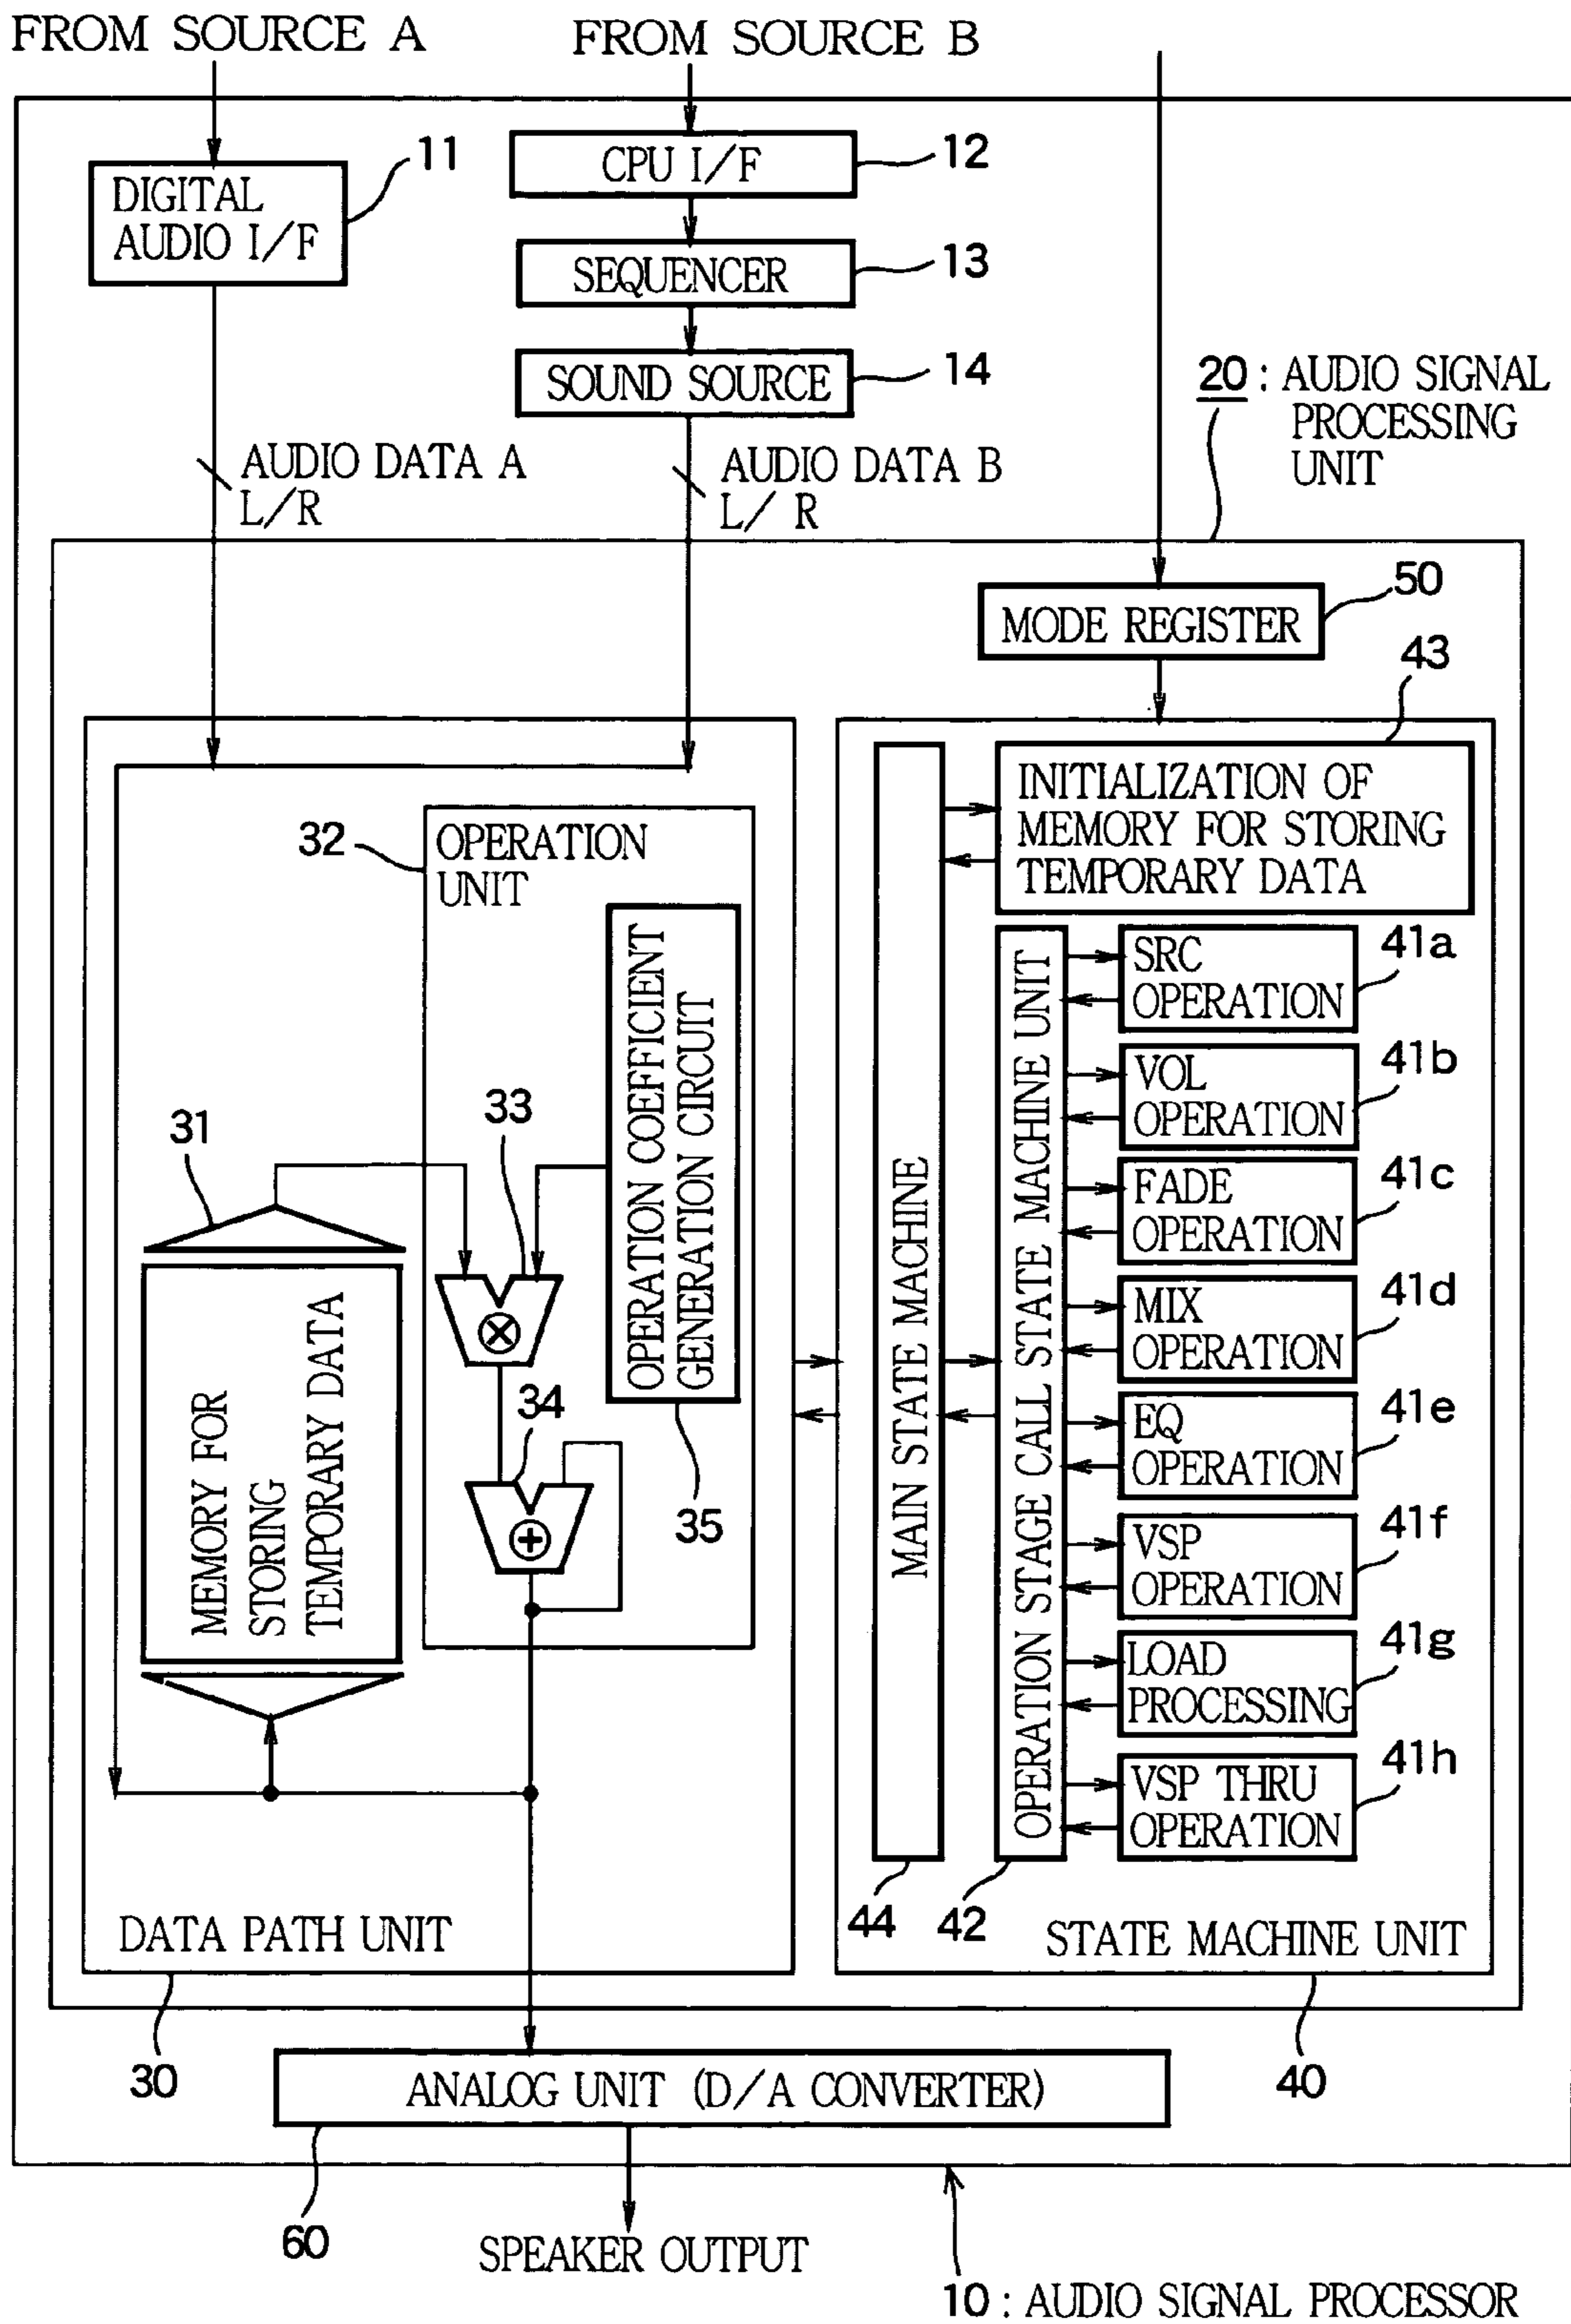 FROM SOURCE A
FROM SOURCE B
11
DIGITAL
AUDIO I/F
CPU I/F
12
SEQUENCER
13
SOUND SOURCE
14
20 : AUDIO SIGNAL
PROCESSING
UNIT
AUDIO DATA A
L/R
AUDIO DATA B
L/ R
50
MODE REGISTER
43
INITIALIZATION OF
MEMORY FOR STORING
TEMPORARY DATA
32
OPERATION
UNIT
OPERATION COEFFICIENT
GENERATION CIRCUIT
31
33
34
35
MEMORY FOR
STORING
TEMPORARY DATA
MAIN STATE MACHINE
OPERATION STAGE CALL STATE MACHINE UNIT
SRC
OPERATION
41a
VOL
OPERATION
41b
FADE
OPERATION
41c
MIX
OPERATION
41d
EQ
OPERATION
41e
VSP
OPERATION
41f
LOAD
PROCESSING
41g
VSP THRU
OPERATION
41h
44
42
DATA PATH UNIT
STATE MACHINE UNIT
30
40
ANALOG UNIT (D/A CONVERTER)
60
SPEAKER OUTPUT
10 : AUDIO SIGNAL PROCESSOR